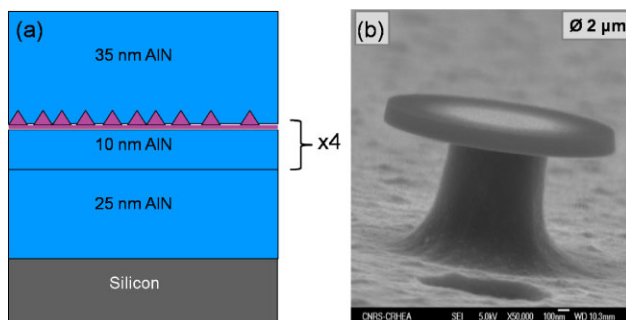 (a)
35 nm AlN
10 nm AlN
x4
25 nm AlN
Silicon
(b)
Ø 2 µm
CNRS-CRHEA SEI 5.0kV X50,000 100nm WD 10.3mm